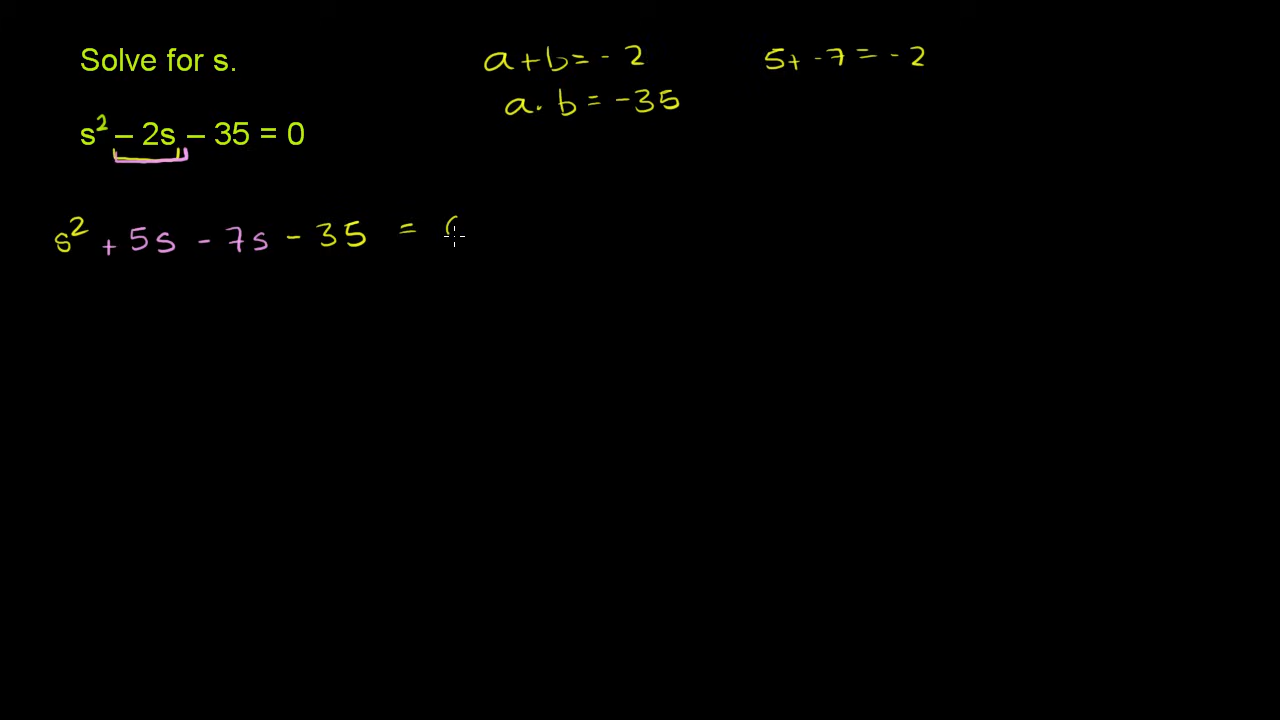 Solve for s.
a + b = - 2
5 + - 7 = - 2
a · b = - 35
s² – 2s – 35 = 0
s² + 5s - 7s - 35 =